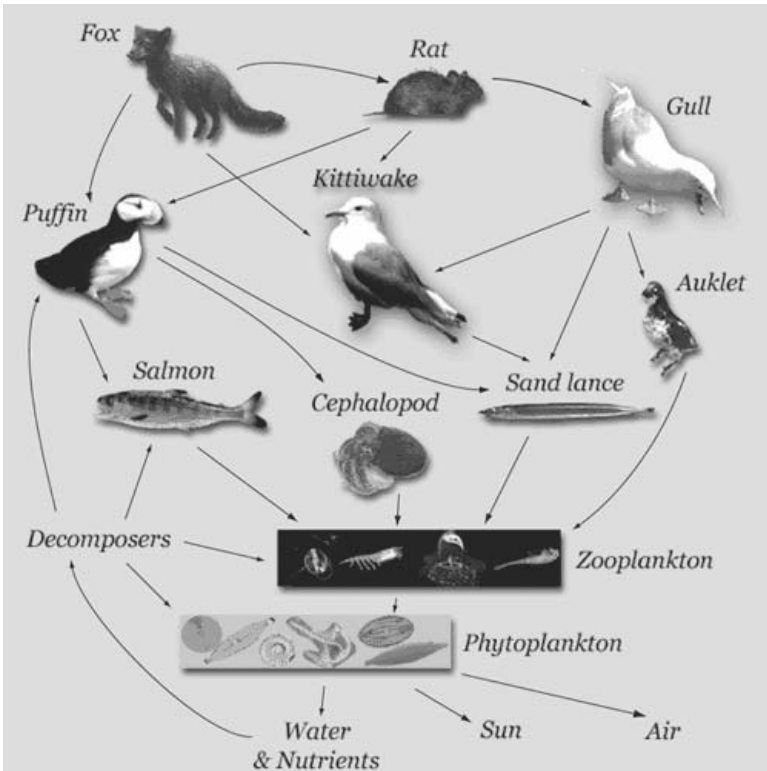 Fox
Rat
Gull
Kittiwake
Puffin
Auklet
Salmon
Sand lance
Cephalopod
Decomposers
Zooplankton
Phytoplankton
Water
& Nutrients
Sun
Air